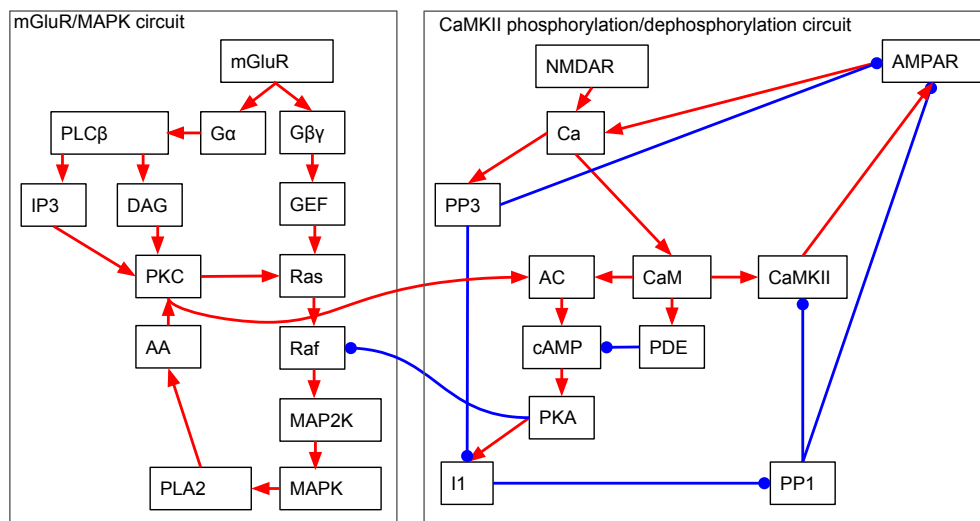 mGluR/MAPK circuit
CaMKII phosphorylation/dephosphorylation circuit
mGluR
NMDAR
AMPAR
PLCβ
Gα
Gβγ
Ca
IP3
DAG
GEF
PP3
PKC
Ras
AC
CaM
CaMKII
AA
Raf
cAMP
PDE
MAP2K
PKA
PLA2
MAPK
I1
PP1